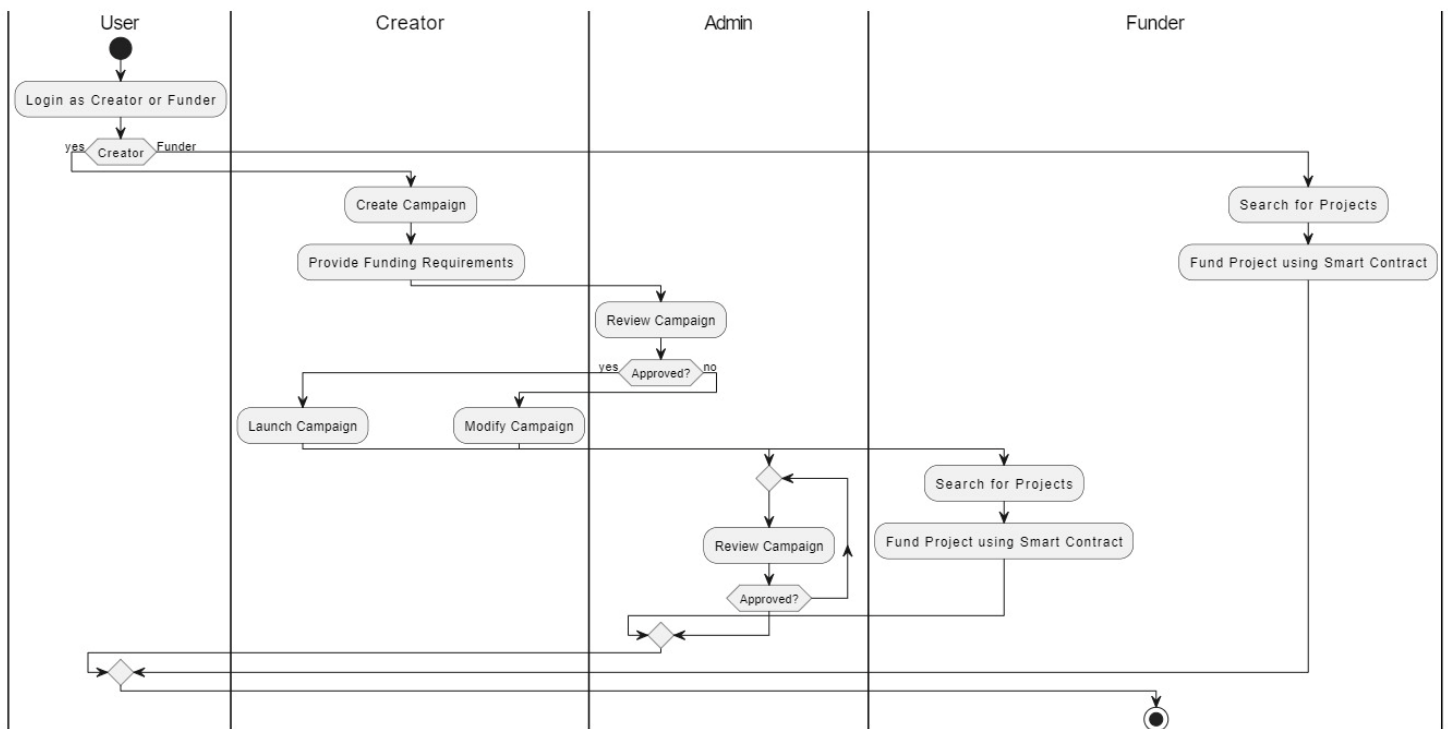 User
Creator
Admin
Funder
Login as Creator or Funder
yes
Creator
Funder
Create Campaign
Search for Projects
Provide Funding Requirements
Fund Project using Smart Contract
Review Campaign
yes
Approved?
no
Launch Campaign
Modify Campaign
Search for Projects
Review Campaign
Fund Project using Smart Contract
Approved?